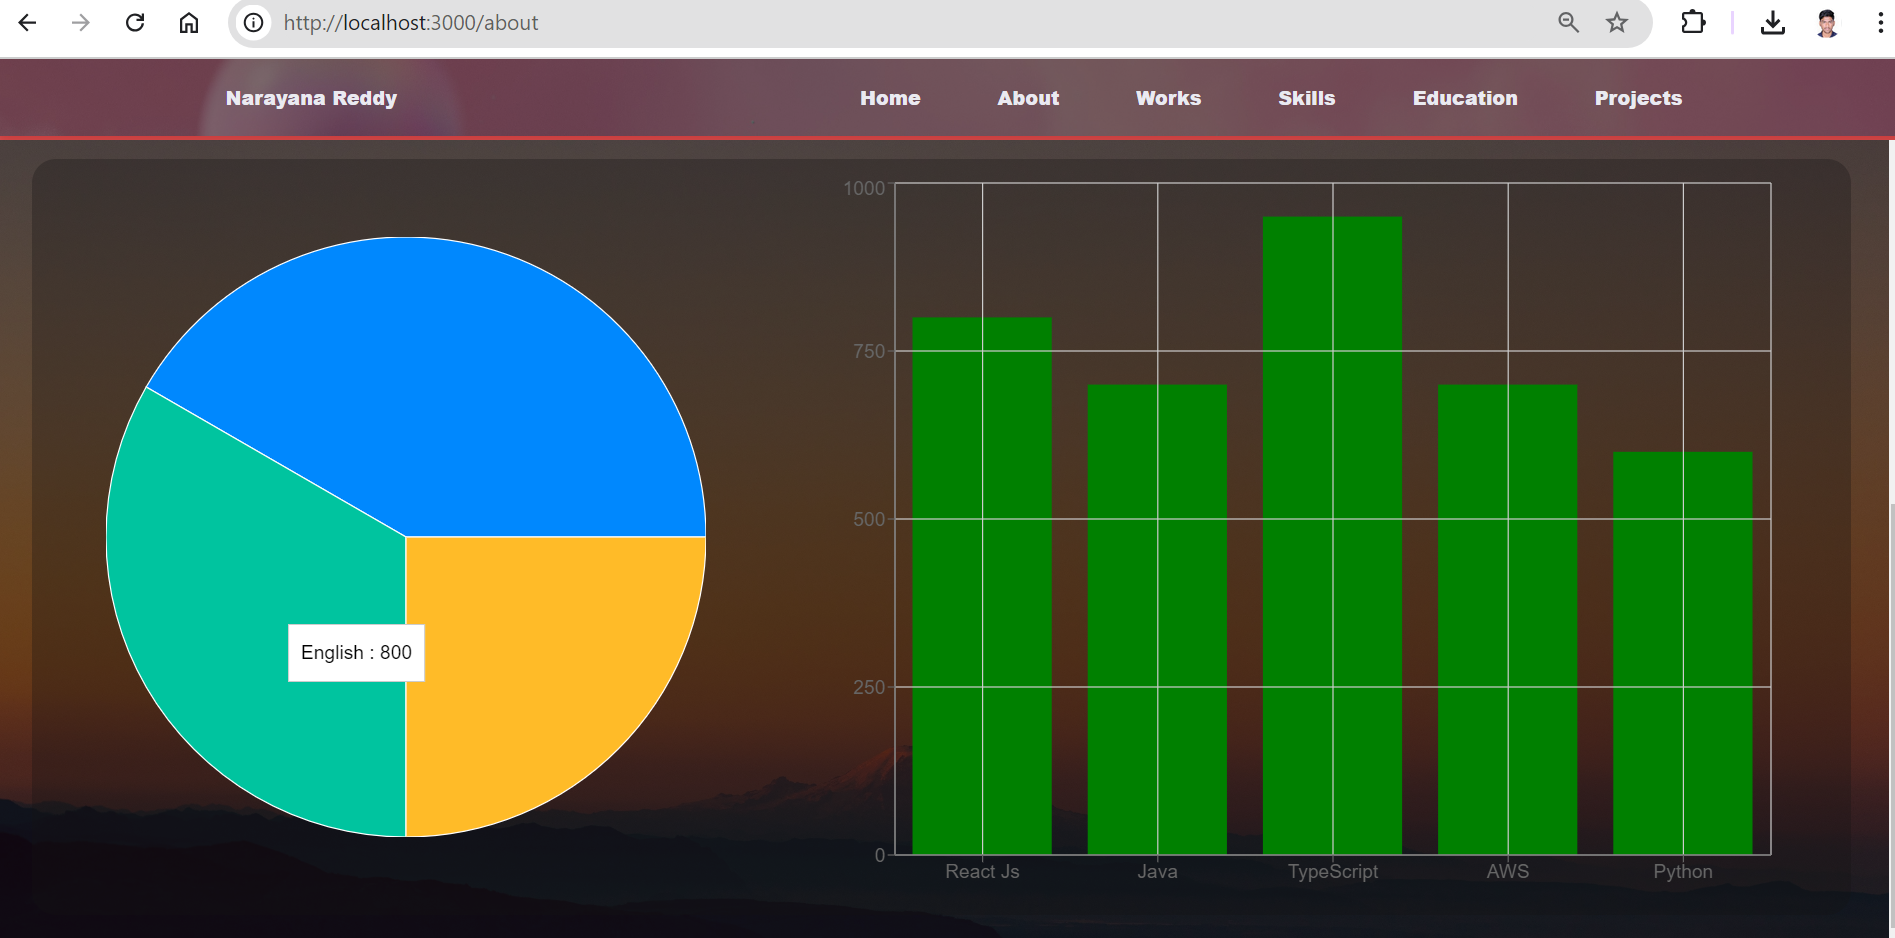 http://localhost:3000/about
Narayana Reddy Home About Works Skills Education Projects
English : 800
1000
750
500
250
0
React Js Java TypeScript AWS Python